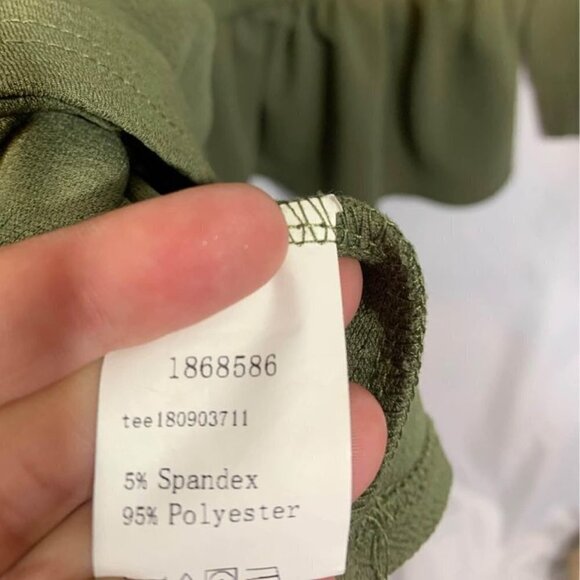 1868586
tee180903711
5% Spandex
95% Polyester